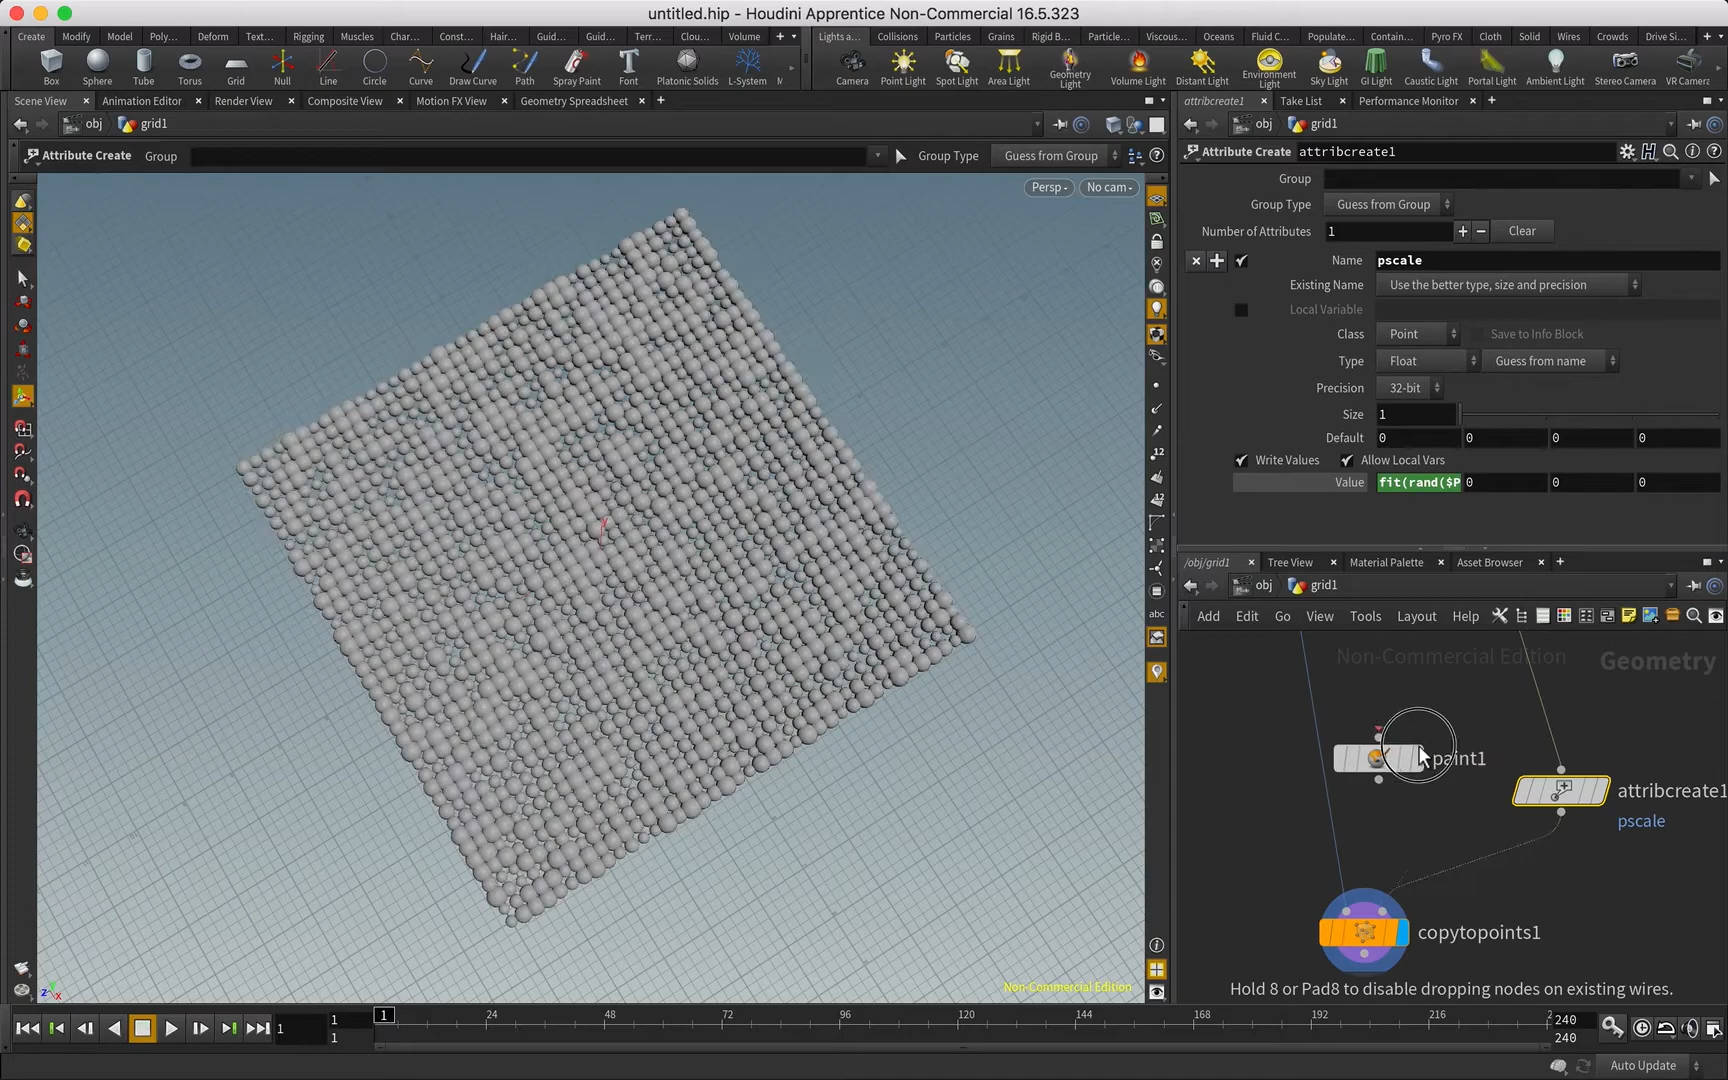 untitled.hip - Houdini Apprentice Non-Commercial 16.5.323
Create Modify Model Poly... Deform Text... Rigging Muscles Char... Const... Hair... Guid... Guid... Terr... Clou... Volume
Lights a... Collisions Particles Grains Rigid B... Particle... Viscous... Oceans Fluid C... Populate... Contain... Pyro FX Cloth Solid Wires Crowds Drive Si...
Box Sphere Tube Torus Grid Null Line Circle Curve Draw Curve Path Spray Paint Font Platonic Solids L-System
Camera Point Light Spot Light Area Light Geometry Light Volume Light Distant Light Environment Light Sky Light GI Light Caustic Light Portal Light Ambient Light Stereo Camera VR Camera
Scene View Animation Editor Render View Composite View Motion FX View Geometry Spreadsheet
attribcreate1 Take List Performance Monitor
obj grid1
obj grid1
Attribute Create Group Group Type Guess from Group
Attribute Create attribcreate1
Persp No cam
Group
Group Type Guess from Group
Number of Attributes 1 Clear
Name pscale
Existing Name Use the better type, size and precision
Local Variable
Class Point Save to Info Block
Type Float Guess from name
Precision 32-bit
Size 1
Default 0 0 0 0
Write Values Allow Local Vars
Value fit(rand($P 0 0 0
12
12
abc
y
z x
Non-Commercial Edition
/obj/grid1 Tree View Material Palette Asset Browser
obj grid1
Add Edit Go View Tools Layout Help
Non-Commercial Edition Geometry
paint1
attribcreate1
pscale
copytopoints1
Hold 8 or Pad8 to disable dropping nodes on existing wires.
1 1 1 1 24 48 72 96 120 144 168 192 216 2 240 240
Auto Update